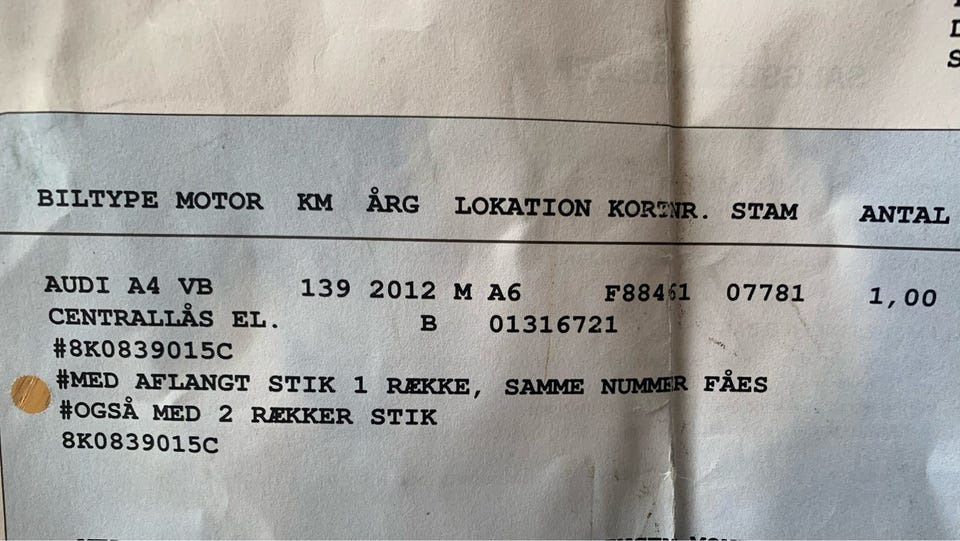 BILTYPE MOTOR KM ÅRG LOKATION KORTNR. STAM ANTAL
AUDI A4 VB 139 2012 M A6 F88461 07781 1,00
CENTRALLÅS EL. B 01316721
#8K0839015C
#MED AFLANGT STIK 1 RÆKKE, SAMME NUMMER FÅES
#OGSÅ MED 2 RÆKKER STIK
8K0839015C